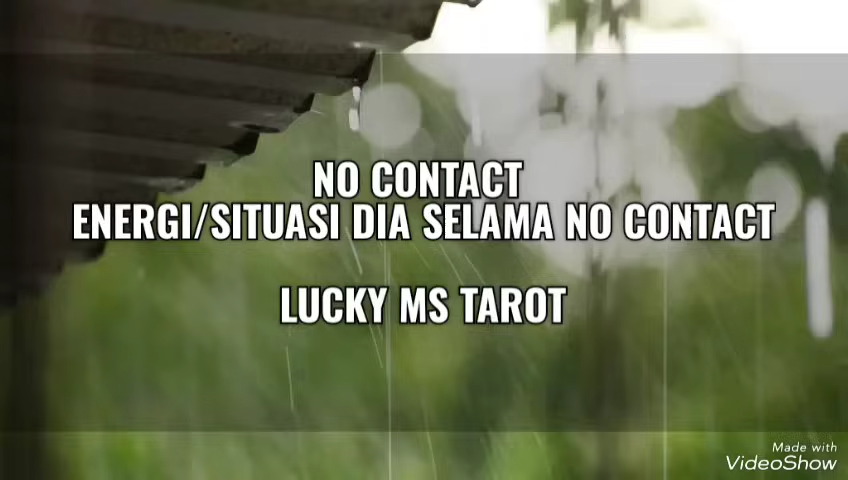 NO CONTACT
ENERGI/SITUASI DIA SELAMA NO CONTACT
LUCKY MS TAROT
Made with
VideoShow